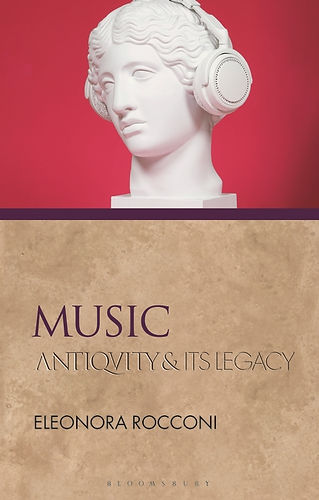 MUSIC
ANTIQVITY & ITS LEGACY
ELEONORA ROCCONI
BLOOMSBURY